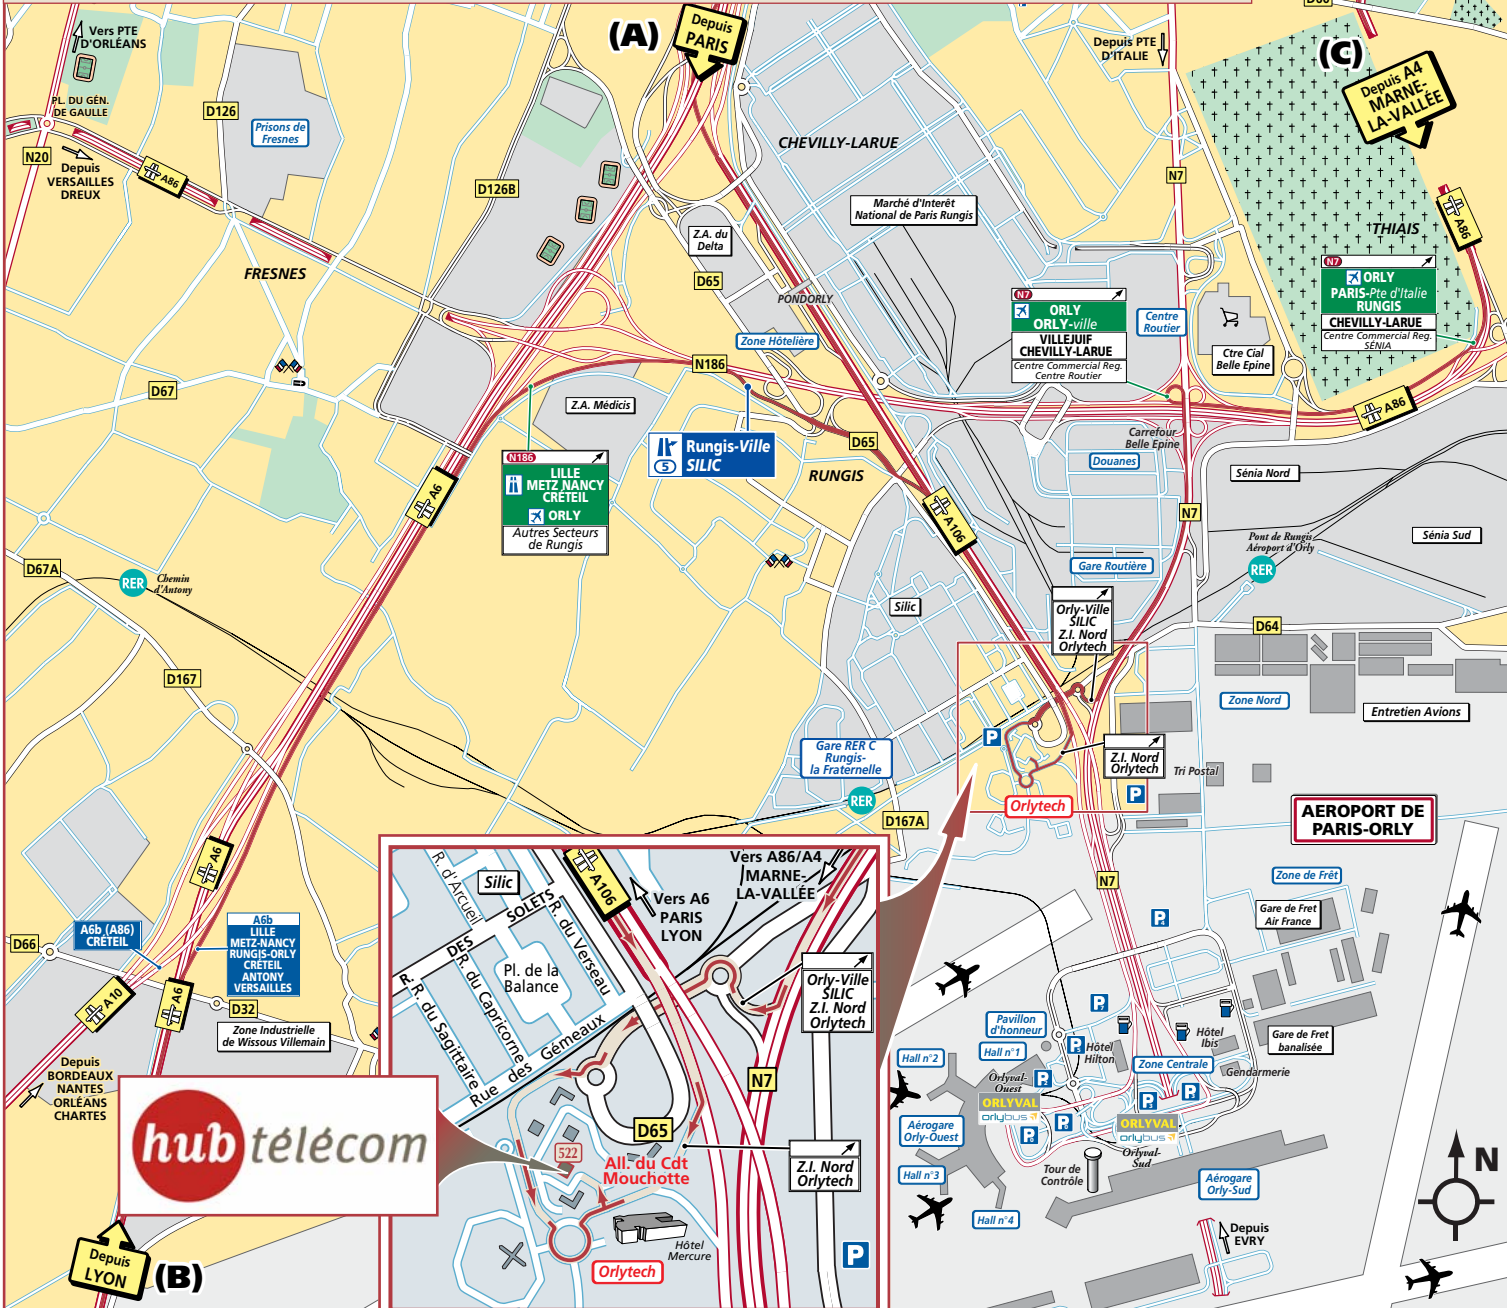 D60
Vers PTE
D'ORLÉANS
(A)
Depuis
PARIS
Depuis PTE
D'ITALIE
(C)
Depuis A4
MARNE-
LA-VALLÉE
PL. DU GÉN.
DE GAULLE
D126
Prisons de
Fresnes
CHEVILLY-LARUE
N20
Depuis
VERSAILLES
DREUX
A86
D126B
N7
Marché d'Interêt
National de Paris Rungis
A86
THIAIS
Z.A. du
Delta
FRESNES
D65
PONDORLY
N7
ORLY
ORLY-ville
VILLEJUIF
CHEVILLY-LARUE
Centre Commercial Reg.
Centre Routier
Centre
Routier
N7
ORLY
PARIS-Pte d'Italie
RUNGIS
CHEVILLY-LARUE
Centre Commercial Reg.
SÉNIA
Zone Hôtelière
Ctre Cial
Belle Epine
N186
D67
Z.A. Médicis
A86
D65
Carrefour
Belle Epine
Rungis-Ville
SILIC
5
Douanes
N186
LILLE
METZ NANCY
CRÉTEIL
ORLY
Autres Secteurs
de Rungis
RUNGIS
Sénia Nord
A6
A106
N7
Sénia Sud
Pont de Rungis
Aéroport d'Orly
RER
D67A
RER
Chemin
d'Antony
Gare Routière
Silic
Orly-Ville
SILIC
Z.I. Nord
Orlytech
D64
D167
Zone Nord
Entretien Avions
P
Gare RER C
Rungis-
la Fraternelle
Z.I. Nord
Orlytech
Tri Postal
RER
P
Orlytech
D167A
AEROPORT DE
PARIS-ORLY
A6
Silic
A106
Vers A86/A4
MARNE-
LA-VALLÉE
Vers A6
PARIS
LYON
R. d'Arcueil
R. DES SOLETS
R. du Verseau
N7
Zone de Frêt
Gare de Fret
Air France
P
A6b (A86)
CRÉTEIL
A6b
LILLE
METZ-NANCY
RUNGIS-ORLY
CRÉTEIL
ANTONY
VERSAILLES
D66
Pl. de la
Balance
R. du Capricorne
R. du Sagittaire
Rue des Gémeaux
Orly-Ville
SILIC
Z.I. Nord
Orlytech
A10
A6
D32
Zone Industrielle
de Wissous Villemain
P
Pavillon
d'honneur
Hôtel
Ibis
Gare de Fret
banalisée
Hall n°2
Hall n°1
P
Hôtel
Hilton
Zone Centrale
Gendarmerie
Depuis
BORDEAUX
NANTES
ORLÉANS
CHARTES
N7
Orlyval-
Ouest
P
ORLYVAL
orlybus
P
P
ORLYVAL
orlybus
P
P
Orlyval-
Sud
Aérogare
Orly-Ouest
hub télécom
D65
522
All. du Cdt
Mouchotte
Z.I. Nord
Orlytech
Hall n°3
Tour de
Contrôle
Aérogare
Orly-Sud
N
Hall n°4
Depuis
EVRY
Hôtel
Mercure
P
Orlytech
Depuis
LYON
(B)